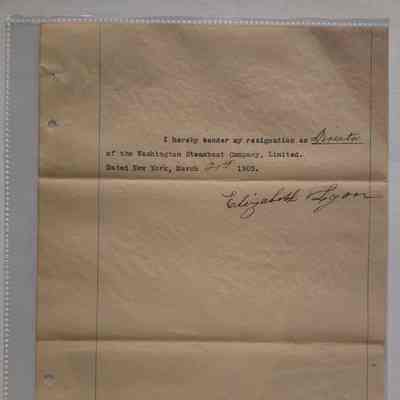 I hereby tender my resignation as Director
of the Washington Steamboat Company, Limited.
Dated New York, March 21st 1903.
Elizabeth Lyon